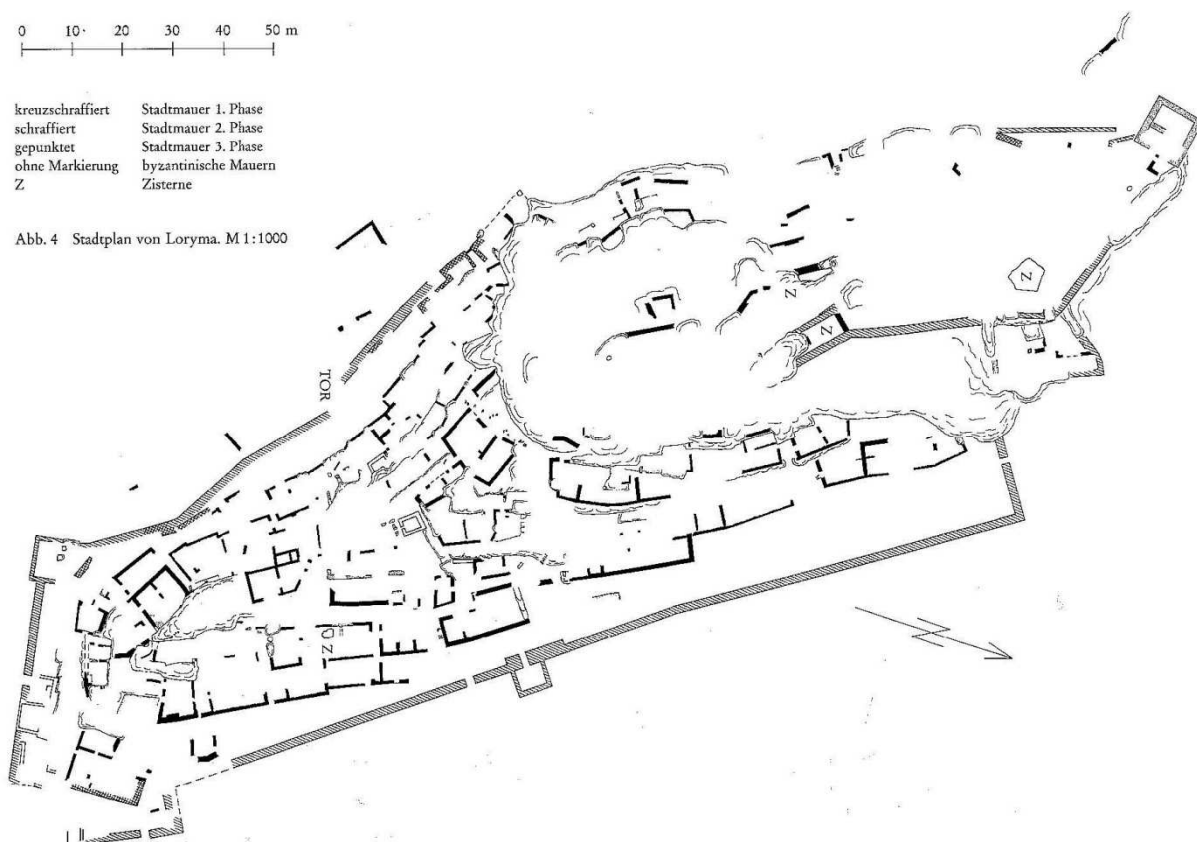 0 10 20 30 40 50 m
kreuzschraffiert Stadtmauer 1. Phase
schraffiert Stadtmauer 2. Phase
gepunktet Stadtmauer 3. Phase
ohne Markierung byzantinische Mauern
Z Zisterne
Abb. 4 Stadtplan von Loryma. M 1:1000
Z
Z
Z
TOR
Z